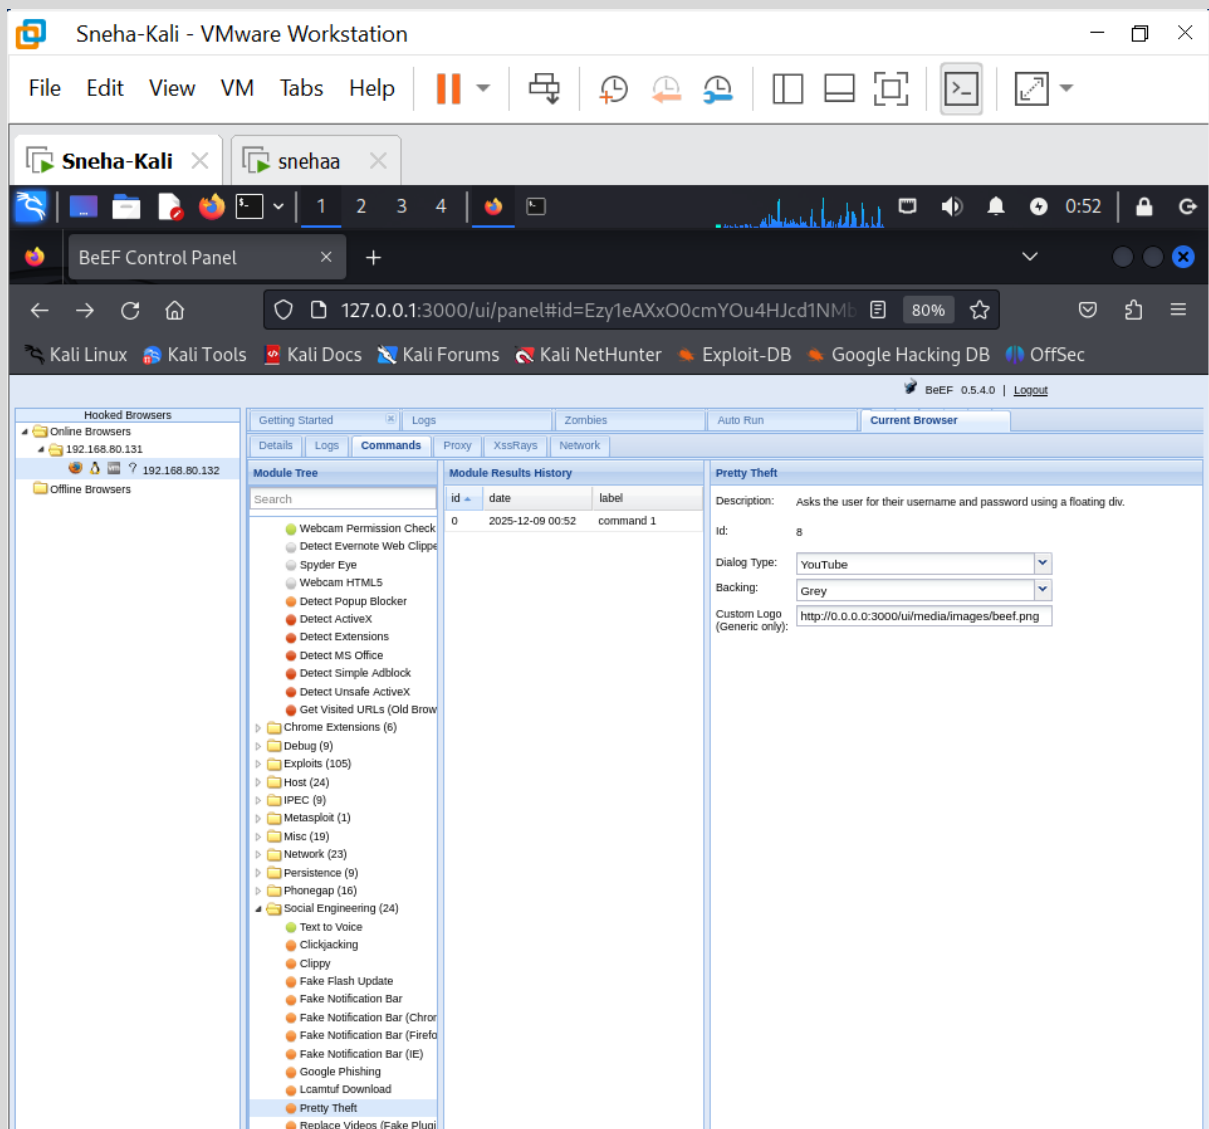 Sneha-Kali - VMware Workstation
File Edit View VM Tabs Help
Sneha-Kali snehaa
1 2 3 4 0:52
BeEF Control Panel
127.0.0.1:3000/ui/panel#id=Ezy1eAXxO0cmYOu4HJcd1NMb 80%
Kali Linux Kali Tools Kali Docs Kali Forums Kali NetHunter Exploit-DB Google Hacking DB OffSec
BeEF 0.5.4.0 | Logout
Hooked Browsers
Online Browsers
192.168.80.131
? 192.168.80.132
Offline Browsers
Getting Started Logs Zombies Auto Run Current Browser
Details Logs Commands Proxy XssRays Network
Module Tree
Search
Webcam Permission Check
Detect Evernote Web Clippe
Spyder Eye
Webcam HTML5
Detect Popup Blocker
Detect ActiveX
Detect Extensions
Detect MS Office
Detect Simple Adblock
Detect Unsafe ActiveX
Get Visited URLs (Old Brow
Chrome Extensions (6)
Debug (9)
Exploits (105)
Host (24)
IPEC (9)
Metasploit (1)
Misc (19)
Network (23)
Persistence (9)
Phonegap (16)
Social Engineering (24)
Text to Voice
Clickjacking
Clippy
Fake Flash Update
Fake Notification Bar
Fake Notification Bar (Chror
Fake Notification Bar (Firefo
Fake Notification Bar (IE)
Google Phishing
Lcamtuf Download
Pretty Theft
Replace Videos (Fake Plugi
Module Results History
id date label
0 2025-12-09 00:52 command 1
Pretty Theft
Description: Asks the user for their username and password using a floating div.
Id: 8
Dialog Type: YouTube
Backing: Grey
Custom Logo
(Generic only): http://0.0.0.0:3000/ui/media/images/beef.png